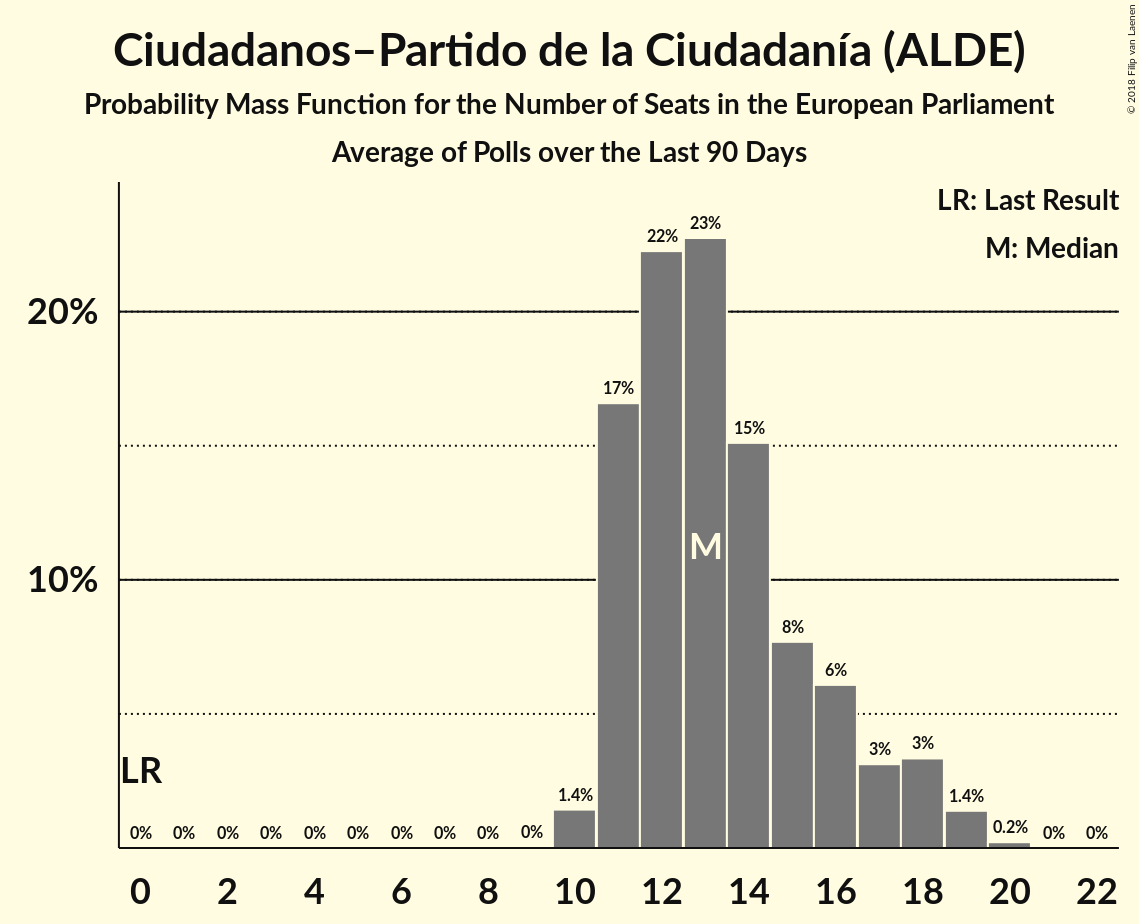 Ciudadanos–Partido de la Ciudadanía (ALDE)
Probability Mass Function for the Number of Seats in the European Parliament
Average of Polls over the Last 90 Days
© 2018 Filip van Laenen
LR: Last Result
M: Median
20%
10%
0% 0% 0% 0% 0% 0% 0% 0% 0% 0% 1.4% 17% 22% 23% 15% 8% 6% 3% 3% 1.4% 0.2% 0% 0%
M
LR
0 2 4 6 8 10 12 14 16 18 20 22